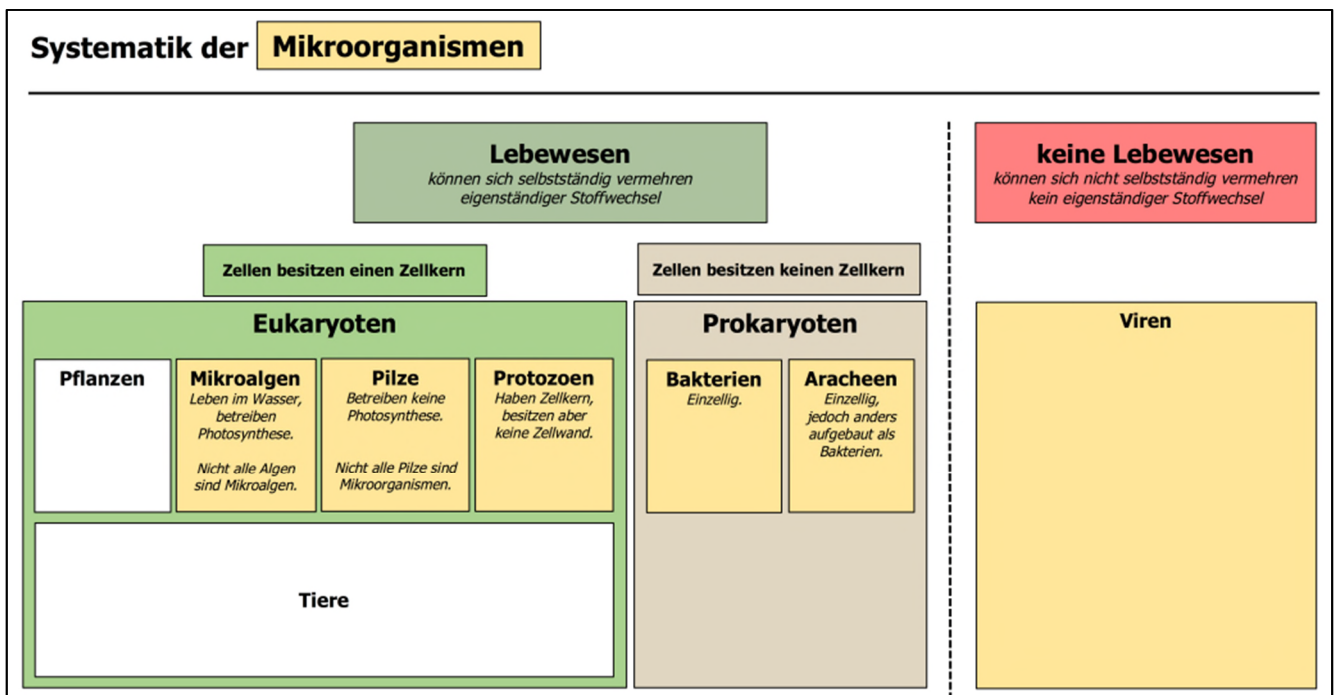 Systematik der Mikroorganismen
Lebewesen
können sich selbstständig vermehren
eigenständiger Stoffwechsel
keine Lebewesen
können sich nicht selbstständig vermehren
kein eigenständiger Stoffwechsel
Zellen besitzen einen Zellkern
Zellen besitzen keinen Zellkern
Eukaryoten
Pflanzen
Mikroalgen
Leben im Wasser,
betreiben
Photosynthese.
Nicht alle Algen
sind Mikroalgen.
Pilze
Betreiben keine
Photosynthese.
Nicht alle Pilze sind
Mikroorganismen.
Protozoen
Haben Zellkern,
besitzen aber
keine Zellwand.
Tiere
Prokaryoten
Bakterien
Einzellig.
Aracheen
Einzellig,
jedoch anders
aufgebaut als
Bakterien.
Viren